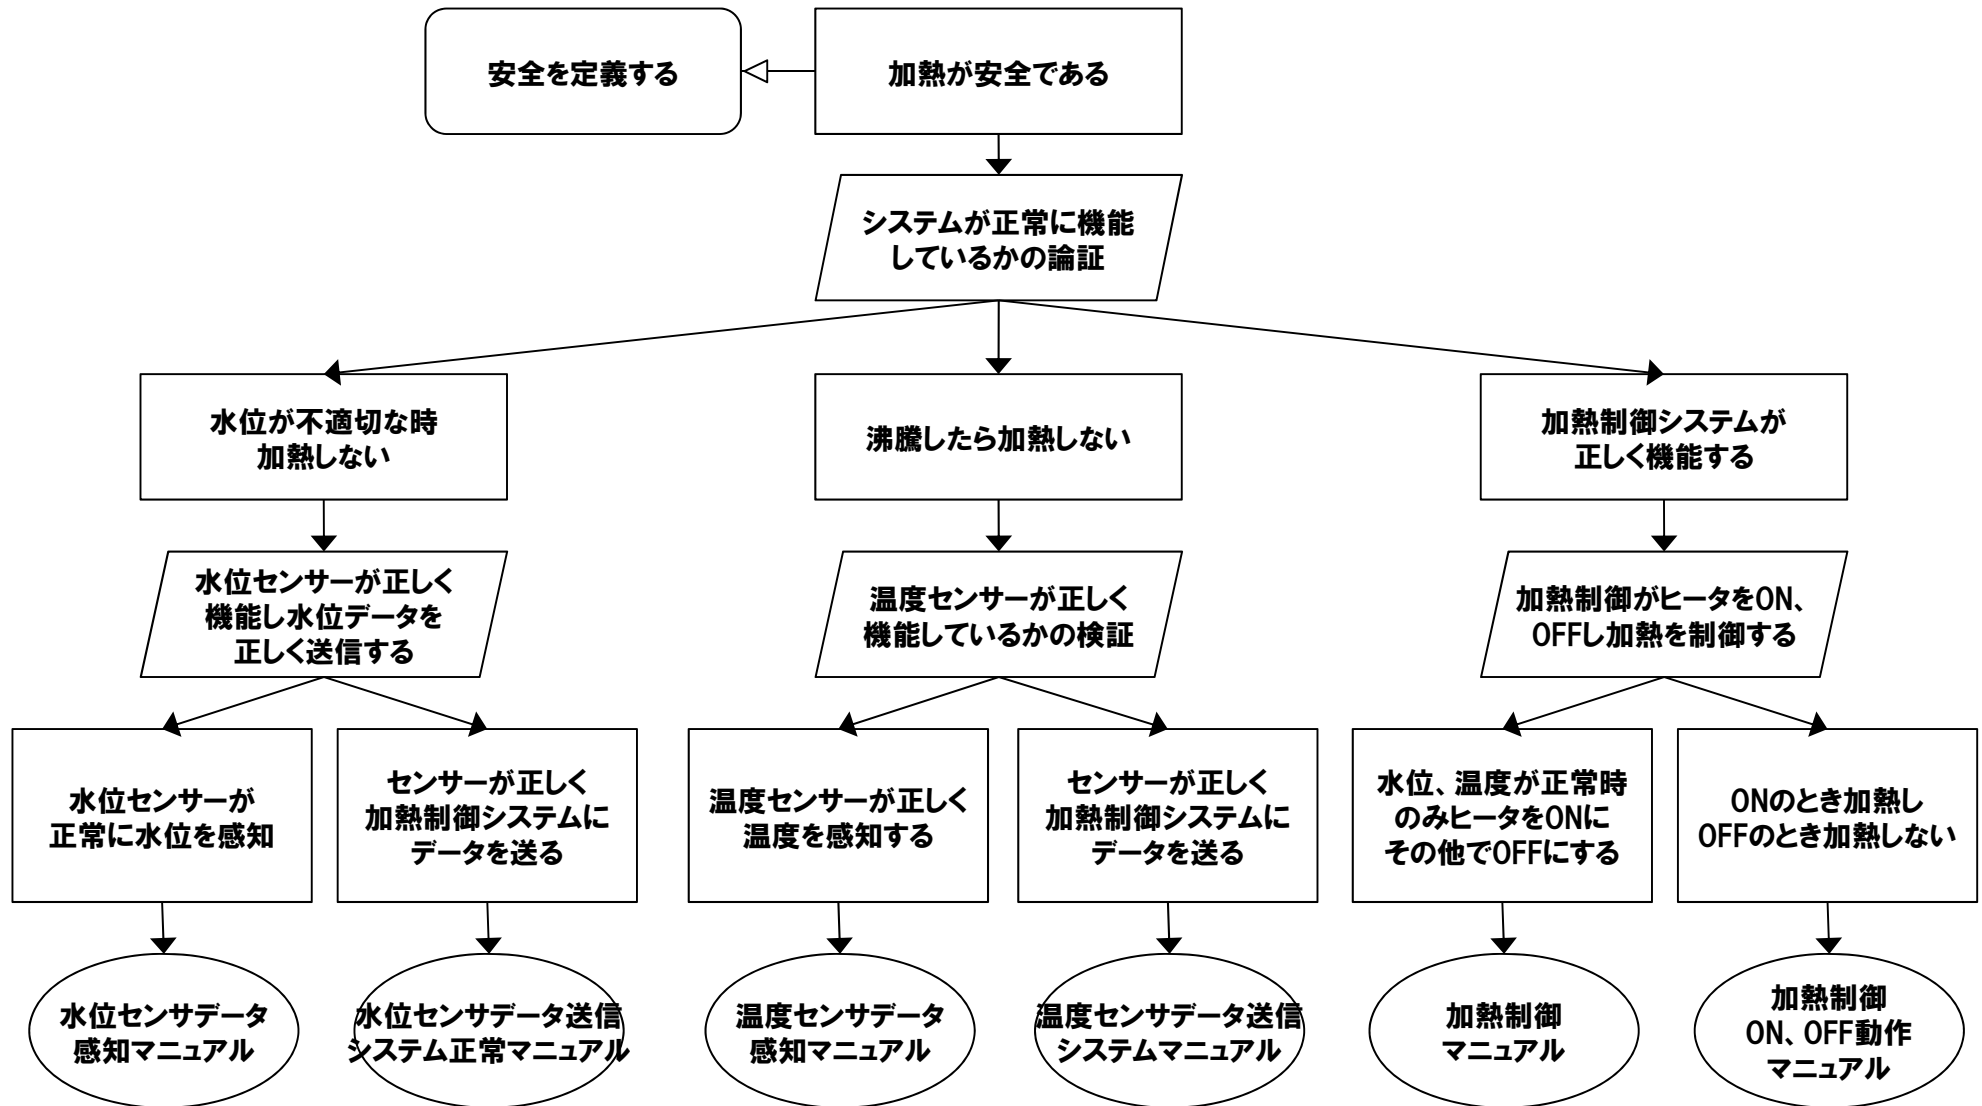 安全を定義する
加熱が安全である
システムが正常に機能
しているかの論証
水位が不適切な時
加熱しない
沸騰したら加熱しない
加熱制御システムが
正しく機能する
水位センサーが正しく
機能し水位データを
正しく送信する
温度センサーが正しく
機能しているかの検証
加熱制御がヒータをON、
OFFし加熱を制御する
水位センサーが
正常に水位を感知
センサーが正しく
加熱制御システムに
データを送る
温度センサーが正しく
温度を感知する
センサーが正しく
加熱制御システムに
データを送る
水位、温度が正常時
のみヒータをONに
その他でOFFにする
ONのとき加熱し
OFFのとき加熱しない
水位センサデータ
感知マニュアル
水位センサデータ送信
システム正常マニュアル
温度センサデータ
感知マニュアル
温度センサデータ送信
システムマニュアル
加熱制御
マニュアル
加熱制御
ON、OFF動作
マニュアル